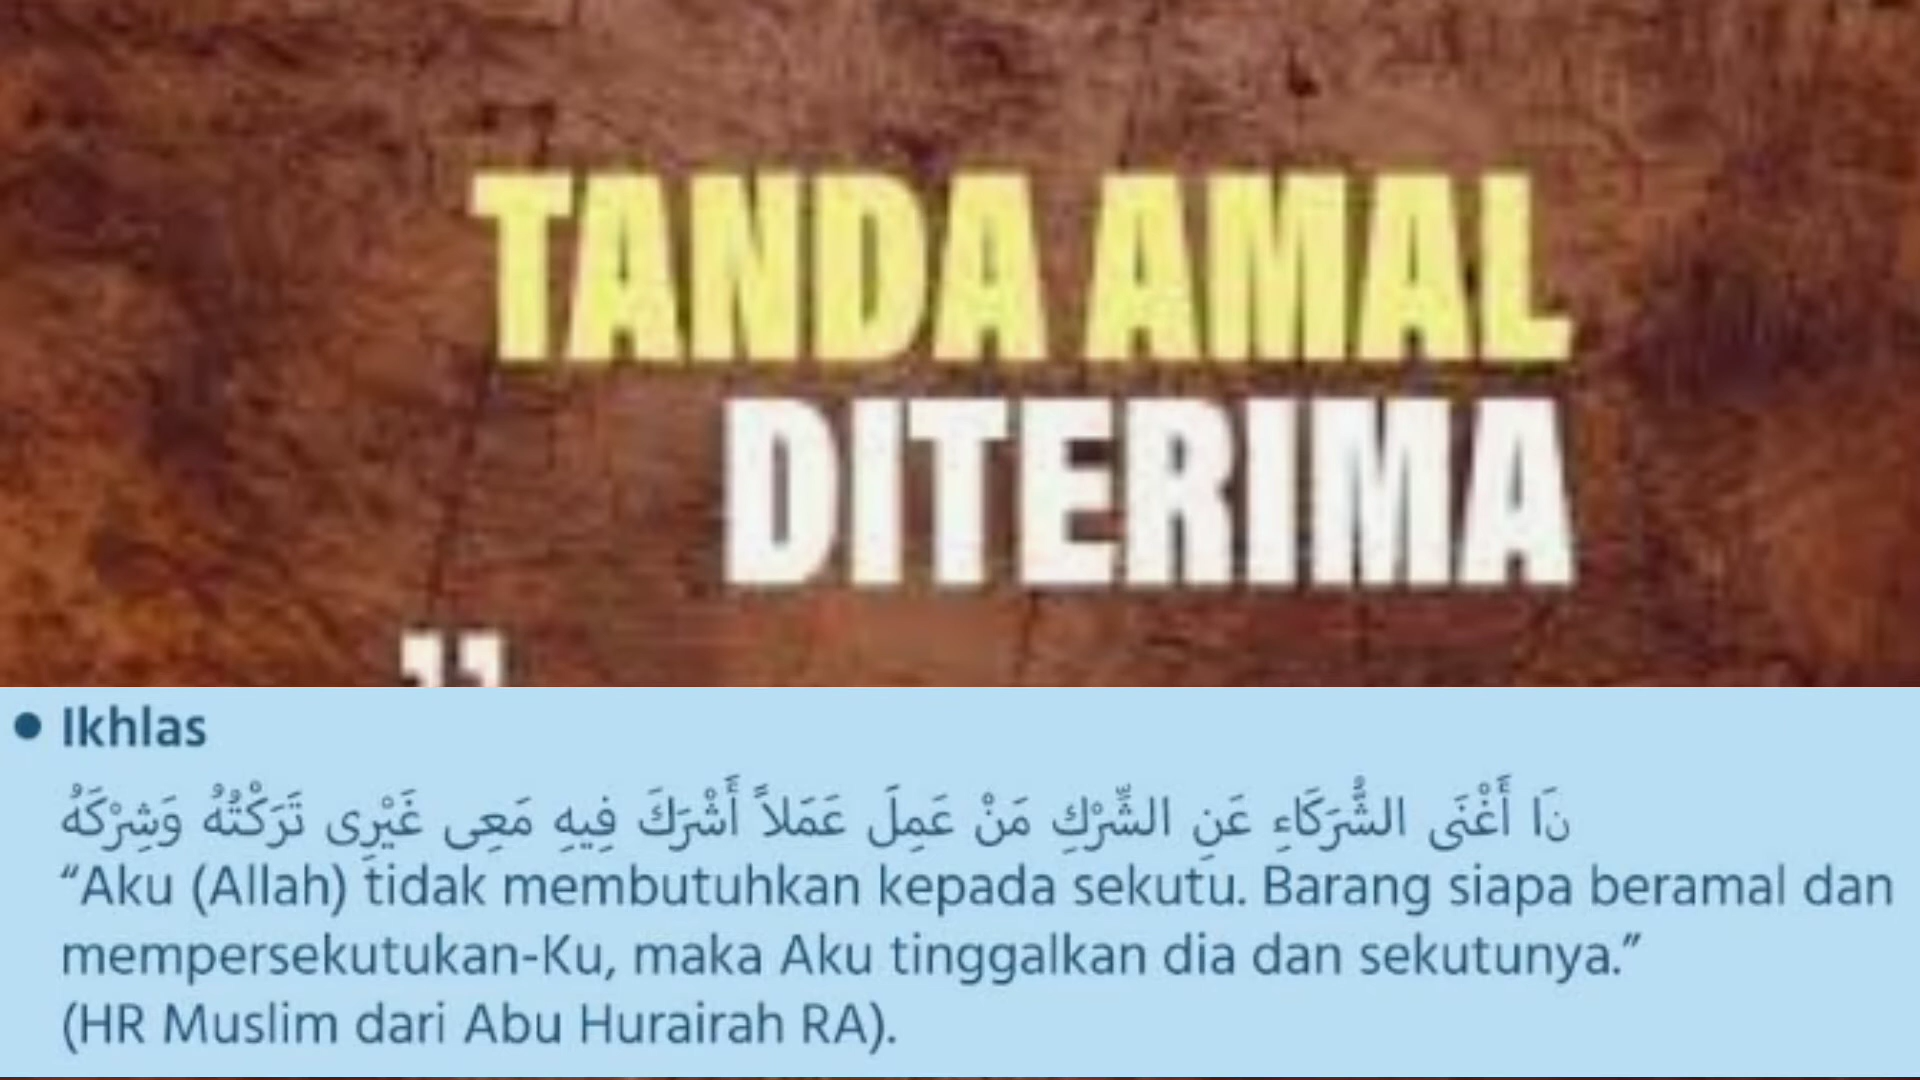 TANDA AMAL
DITERIMA
”
• Ikhlas
نَا أَغْنَى الشُّرَكَاءِ عَنِ الشِّرْكِ مَنْ عَمِلَ عَمَلاً أَشْرَكَ فِيهِ مَعِى غَيْرِى تَرَكْتُهُ وَشِرْكَهُ
“Aku (Allah) tidak membutuhkan kepada sekutu. Barang siapa beramal dan
mempersekutukan-Ku, maka Aku tinggalkan dia dan sekutunya.”
(HR Muslim dari Abu Hurairah RA).